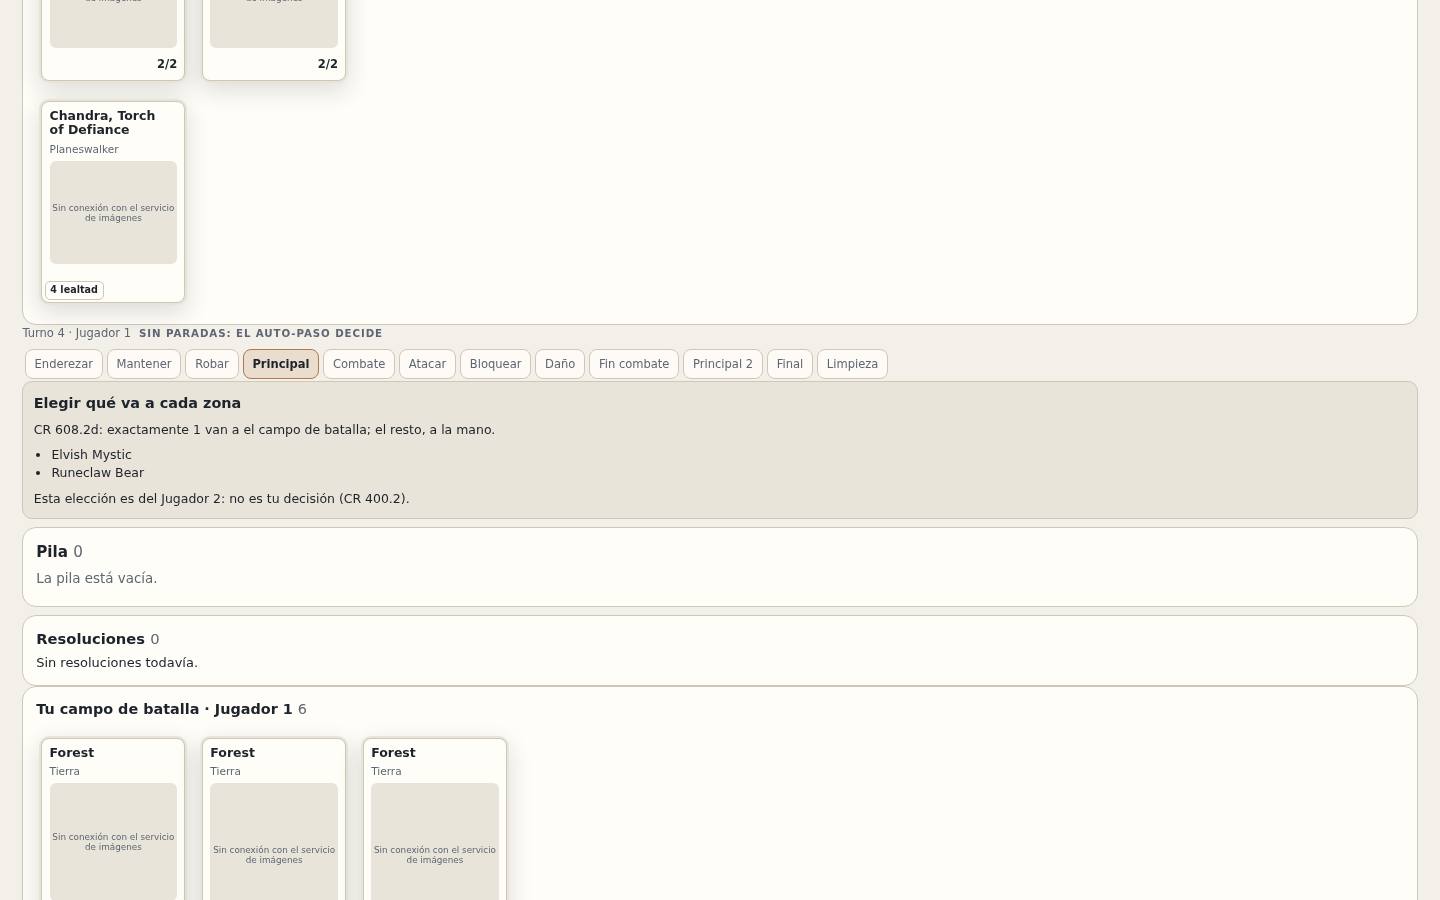 2/2
2/2
Chandra, Torch
of Defiance
Planeswalker
Sin conexión con el servicio
de imágenes
4 lealtad
Turno 4 · Jugador 1 SIN PARADAS: EL AUTO-PASO DECIDE
Enderezar Mantener Robar Principal Combate Atacar Bloquear Daño Fin combate Principal 2 Final Limpieza
Elegir qué va a cada zona
CR 608.2d: exactamente 1 van a el campo de batalla; el resto, a la mano.
• Elvish Mystic
• Runeclaw Bear
Esta elección es del Jugador 2: no es tu decisión (CR 400.2).
Pila 0
La pila está vacía.
Resoluciones 0
Sin resoluciones todavía.
Tu campo de batalla · Jugador 1 6
Forest Forest Forest
Tierra Tierra Tierra
Sin conexión con el servicio
de imágenes
Sin conexión con el servicio
de imágenes
Sin conexión con el servicio
de imágenes